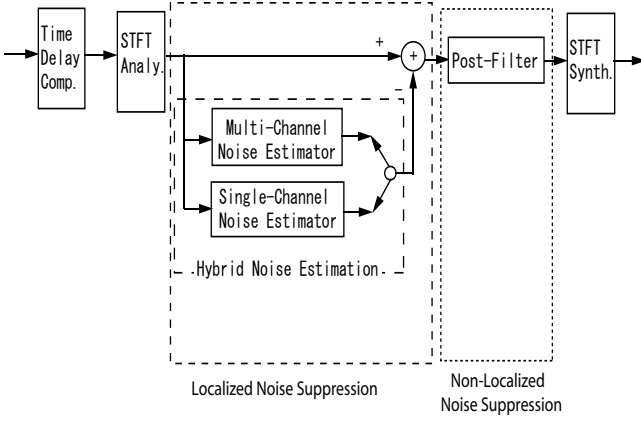 Time
Delay
Comp.
STFT
Analy.
+
+
-
Post-Filter
STFT
Synth.
Multi-Channel
Noise Estimator
Single-Channel
Noise Estimator
Hybrid Noise Estimation
Localized Noise Suppression
Non-Localized
Noise Suppression